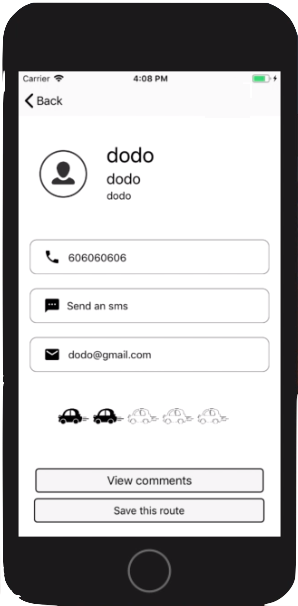 Carrier 4:08 PM
Back
dodo
dodo
dodo
606060606
Send an sms
dodo@gmail.com
View comments
Save this route